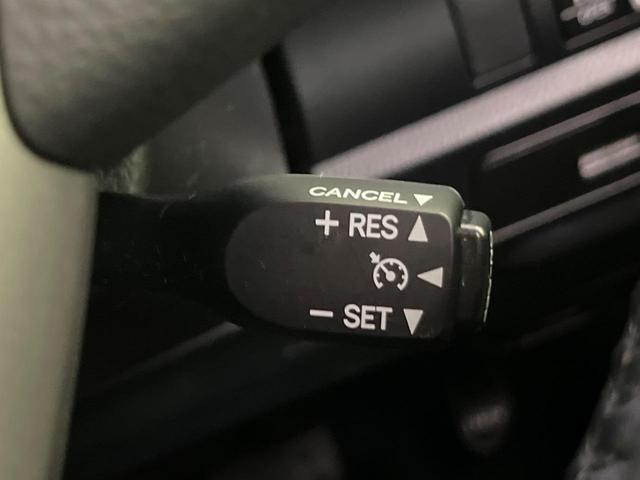 CANCEL ▼
+ RES ▲
◀
− SET ▼